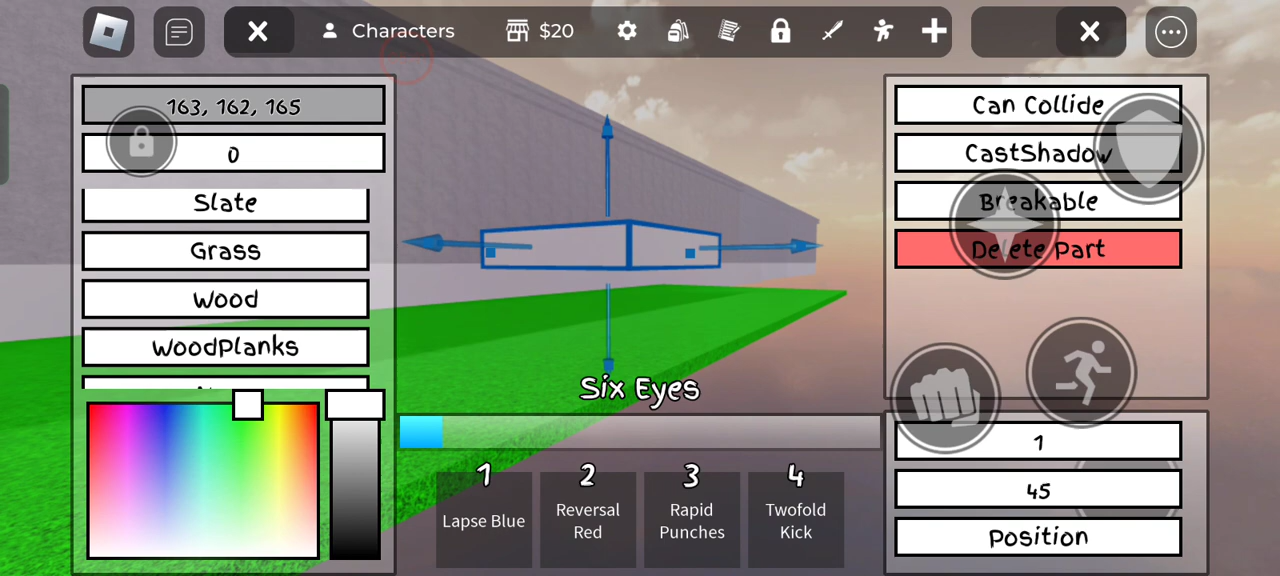 Characters
$20
163, 162, 165
0
Slate
Grass
Wood
WoodPlanks
Can Collide
CastShadow
Breakable
Delete Part
Six Eyes
1
Lapse Blue
2
Reversal
Red
3
Rapid
Punches
4
Twofold
Kick
1
45
Position